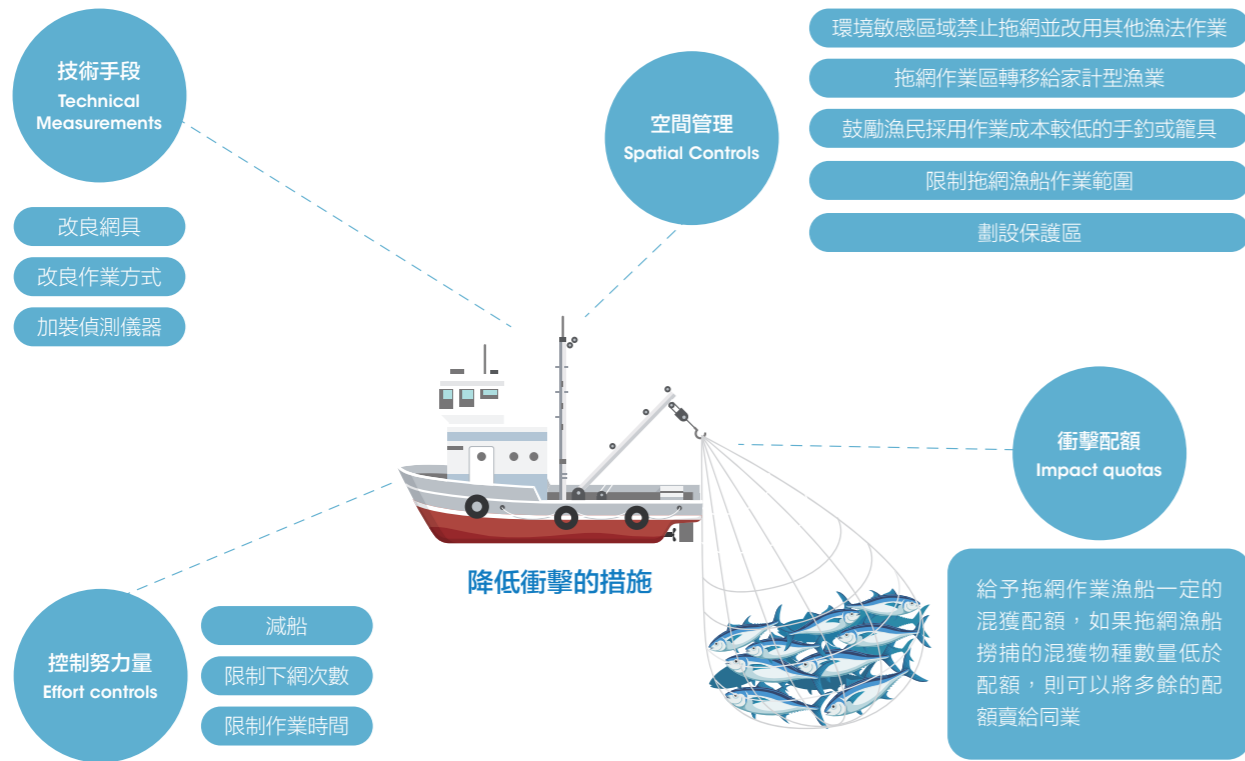 技術手段
Technical
Measurements
改良網具
改良作業方式
加裝偵測儀器
空間管理
Spatial Controls
環境敏感區域禁止拖網並改用其他漁法作業
拖網作業區轉移給家計型漁業
鼓勵漁民採用作業成本較低的手釣或籠具
限制拖網漁船作業範圍
劃設保護區
降低衝擊的措施
衝擊配額
Impact quotas
給予拖網作業漁船一定的
混獲配額，如果拖網漁船
撈捕的混獲物種數量低於
配額，則可以將多餘的配
額賣給同業
控制努力量
Effort controls
減船
限制下網次數
限制作業時間